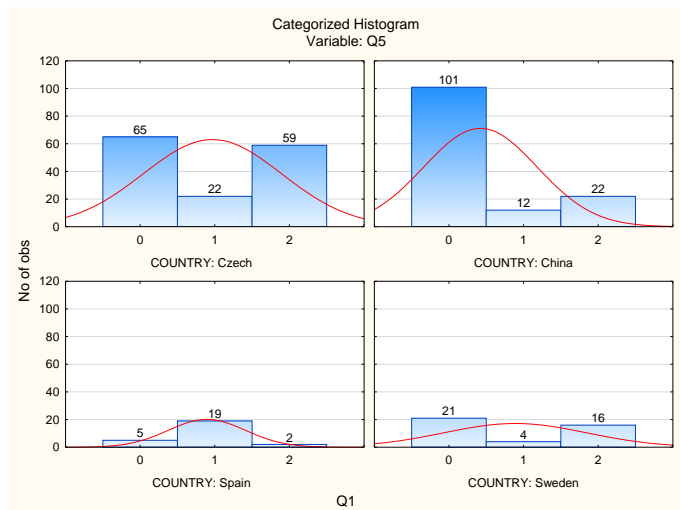 Categorized Histogram
Variable: Q5
No of obs
120
100
80
60
40
20
0
65
22
59
0 1 2
COUNTRY: Czech
101
12
22
0 1 2
COUNTRY: China
120
100
80
60
40
20
0
5
19
2
0 1 2
COUNTRY: Spain
21
4
16
0 1 2
COUNTRY: Sweden
Q1